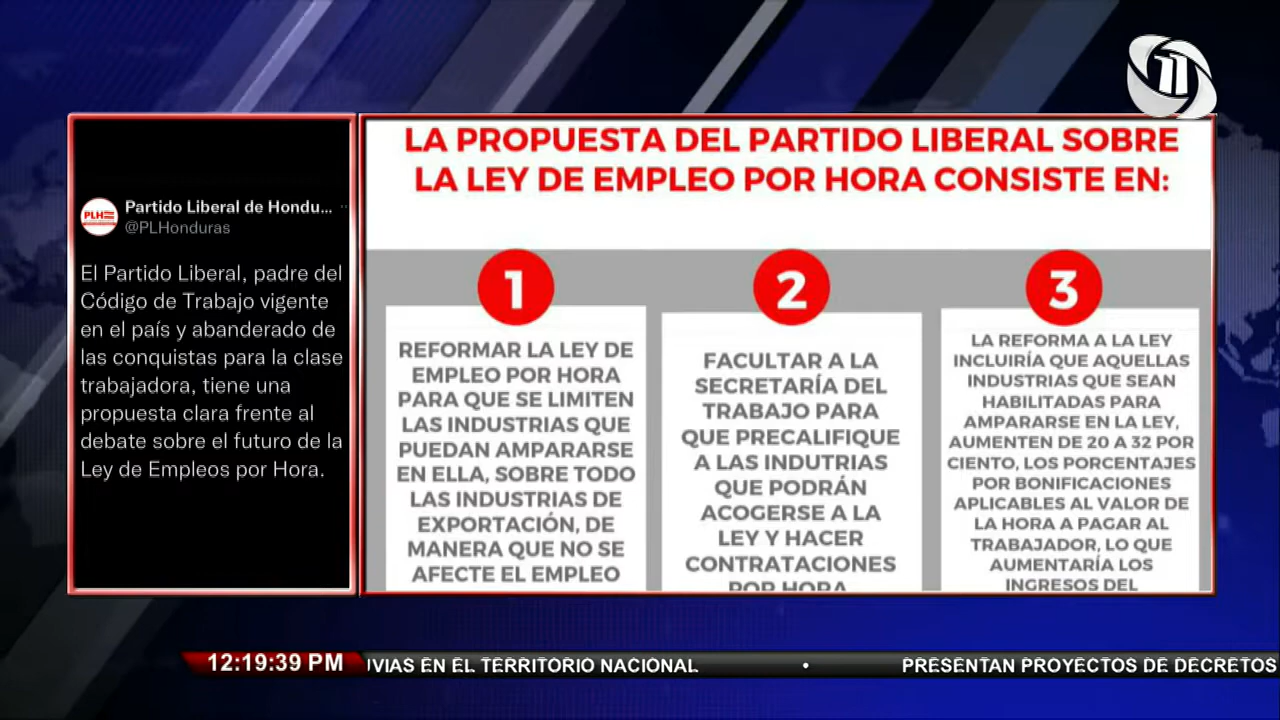 11
LA PROPUESTA DEL PARTIDO LIBERAL SOBRE
LA LEY DE EMPLEO POR HORA CONSISTE EN:
PLH
Partido Liberal de Hondu...
@PLHonduras
El Partido Liberal, padre del
Código de Trabajo vigente
en el país y abanderado de
las conquistas para la clase
trabajadora, tiene una
propuesta clara frente al
debate sobre el futuro de la
Ley de Empleos por Hora.
1
REFORMAR LA LEY DE
EMPLEO POR HORA
PARA QUE SE LIMITEN
LAS INDUSTRIAS QUE
PUEDAN AMPARARSE
EN ELLA, SOBRE TODO
LAS INDUSTRIAS DE
EXPORTACIÓN, DE
MANERA QUE NO SE
AFECTE EL EMPLEO
2
FACULTAR A LA
SECRETARÍA DEL
TRABAJO PARA
QUE PRECALIFIQUE
A LAS INDUTRIAS
QUE PODRÁN
ACOGERSE A LA
LEY Y HACER
CONTRATACIONES
POR HORA
3
LA REFORMA A LA LEY
INCLUIRÍA QUE AQUELLAS
INDUSTRIAS QUE SEAN
HABILITADAS PARA
AMPARARSE EN LA LEY,
AUMENTEN DE 20 A 32 POR
CIENTO, LOS PORCENTAJES
POR BONIFICACIONES
APLICABLES AL VALOR DE
LA HORA A PAGAR AL
TRABAJADOR, LO QUE
AUMENTARÍA LOS
INGRESOS DEL
12:19:39 PM
UVIAS EN EL TERRITORIO NACIONAL • PRESENTAN PROYECTOS DE DECRETOS